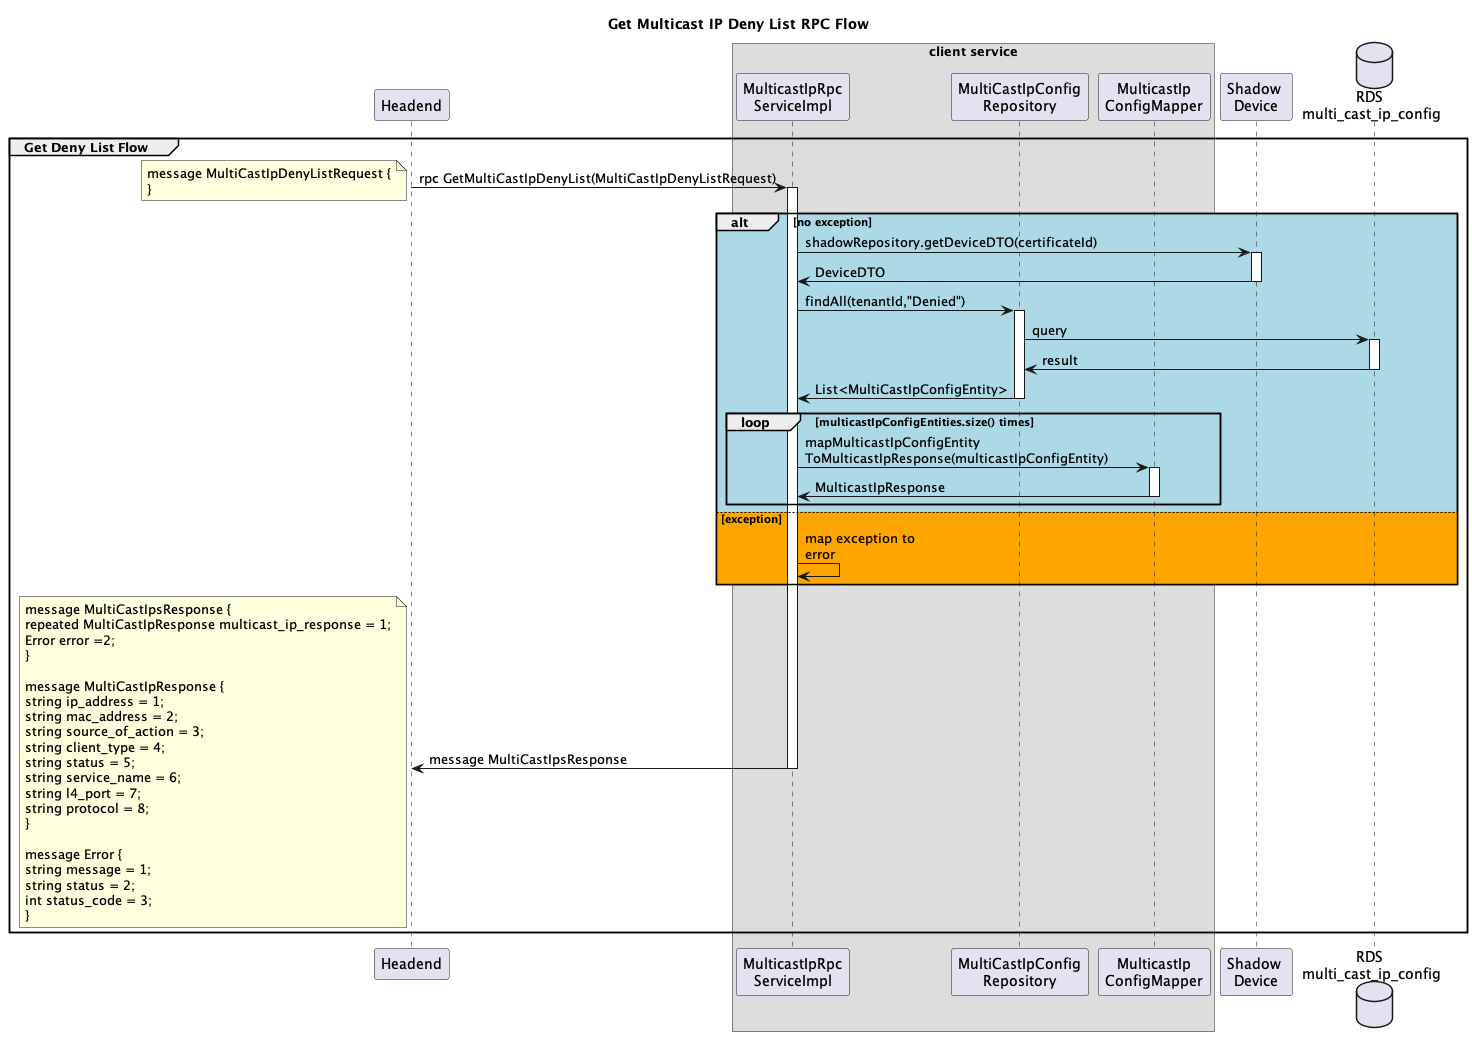 Get Multicast IP Deny List RPC Flow
client service
Headend
MulticastIpRpc
ServiceImpl
MultiCastIpConfig
Repository
MulticastIp
ConfigMapper
Shadow
Device
RDS
multi_cast_ip_config
Get Deny List Flow
message MultiCastIpDenyListRequest {
}
rpc GetMultiCastIpDenyList(MultiCastIpDenyListRequest)
alt
[no exception]
shadowRepository.getDeviceDTO(certificateId)
DeviceDTO
findAll(tenantId,"Denied")
query
result
List<MultiCastIpConfigEntity>
loop
[multicastIpConfigEntities.size() times]
mapMulticastIpConfigEntity
ToMulticastIpResponse(multicastIpConfigEntity)
MulticastIpResponse
[exception]
map exception to
error
message MultiCastIpsResponse {
repeated MultiCastIpResponse multicast_ip_response = 1;
Error error =2;
}
message MultiCastIpResponse {
string ip_address = 1;
string mac_address = 2;
string source_of_action = 3;
string client_type = 4;
string status = 5;
string service_name = 6;
string l4_port = 7;
string protocol = 8;
}
message Error {
string message = 1;
string status = 2;
int status_code = 3;
}
message MultiCastIpsResponse
Headend
MulticastIpRpc
ServiceImpl
MultiCastIpConfig
Repository
MulticastIp
ConfigMapper
Shadow
Device
RDS
multi_cast_ip_config